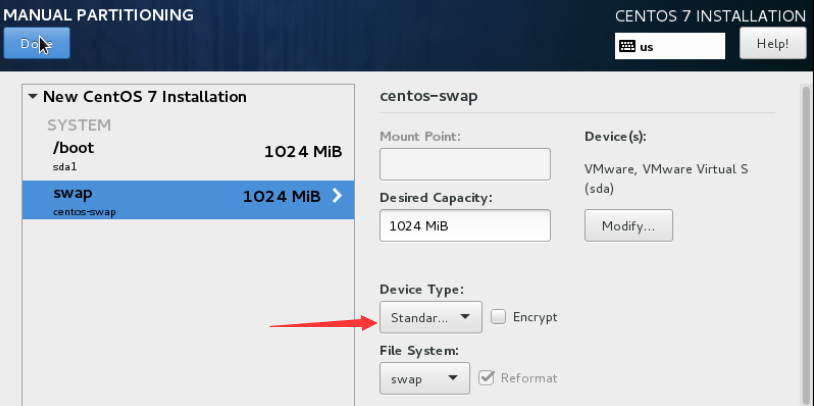 MANUAL PARTITIONING
CENTOS 7 INSTALLATION
Done
us
Help!
New CentOS 7 Installation
SYSTEM
/boot
1024 MiB
sda1
swap
1024 MiB
centos-swap
centos-swap
Mount Point:
Device(s):
VMware, VMware Virtual S
(sda)
Desired Capacity:
1024 MiB
Modify...
Device Type:
Standar...
Encrypt
File System:
swap
Reformat